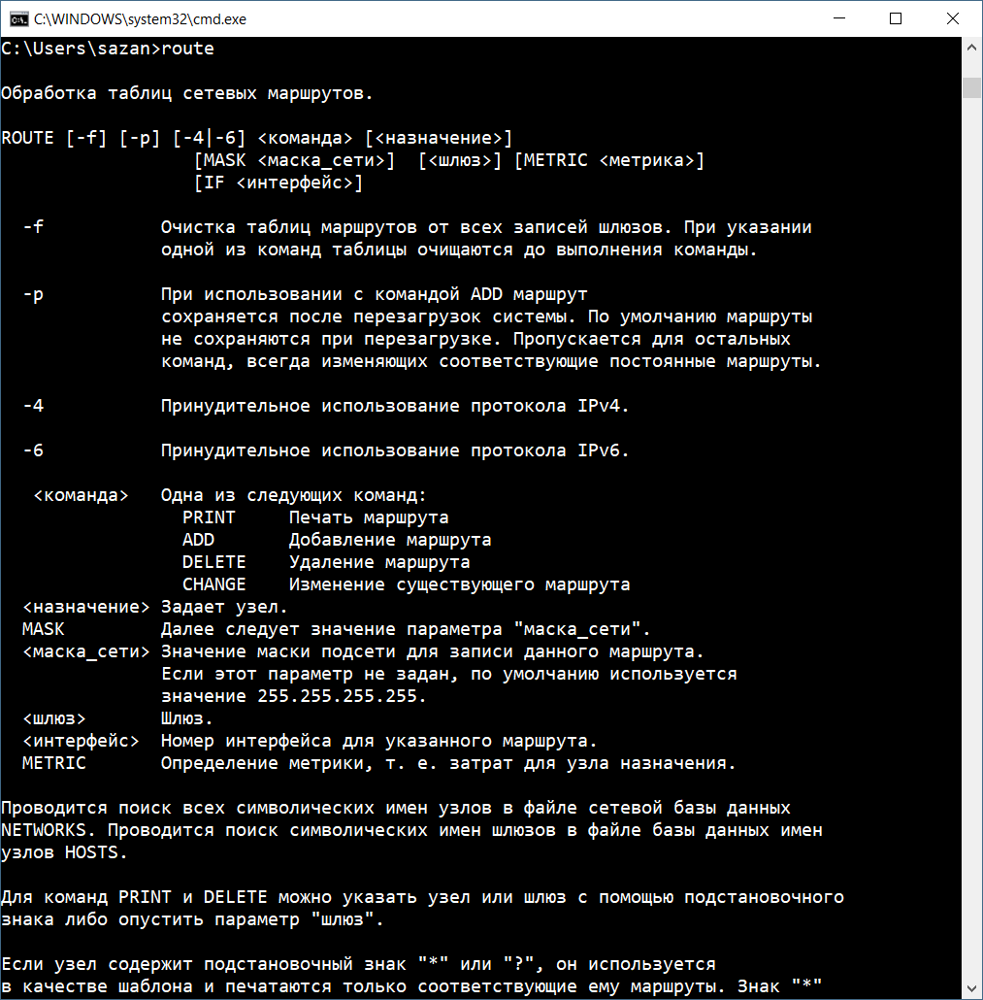 C:\WINDOWS\system32\cmd.exe
C:\Users\sazan>route
Обработка таблиц сетевых маршрутов.
ROUTE [-f] [-p] [-4|-6] <команда> [<назначение>]
[MASK <маска_сети>]  [<шлюз>] [METRIC <метрика>]
[IF <интерфейс>]
-f           Очистка таблиц маршрутов от всех записей шлюзов. При указании
одной из команд таблицы очищаются до выполнения команды.
-p           При использовании с командой ADD маршрут
сохраняется после перезагрузок системы. По умолчанию маршруты
не сохраняются при перезагрузке. Пропускается для остальных
команд, всегда изменяющих соответствующие постоянные маршруты.
-4           Принудительное использование протокола IPv4.
-6           Принудительное использование протокола IPv6.
<команда>   Одна из следующих команд:
PRINT     Печать маршрута
ADD       Добавление маршрута
DELETE    Удаление маршрута
CHANGE    Изменение существующего маршрута
<назначение> Задает узел.
MASK         Далее следует значение параметра "маска_сети".
<маска_сети> Значение маски подсети для записи данного маршрута.
Если этот параметр не задан, по умолчанию используется
значение 255.255.255.255.
<шлюз>       Шлюз.
<интерфейс>  Номер интерфейса для указанного маршрута.
METRIC       Определение метрики, т. е. затрат для узла назначения.
Проводится поиск всех символических имен узлов в файле сетевой базы данных
NETWORKS. Проводится поиск символических имен шлюзов в файле базы данных имен
узлов HOSTS.
Для команд PRINT и DELETE можно указать узел или шлюз с помощью подстановочного
знака либо опустить параметр "шлюз".
Если узел содержит подстановочный знак "*" или "?", он используется
в качестве шаблона и печатаются только соответствующие ему маршруты. Знак "*"